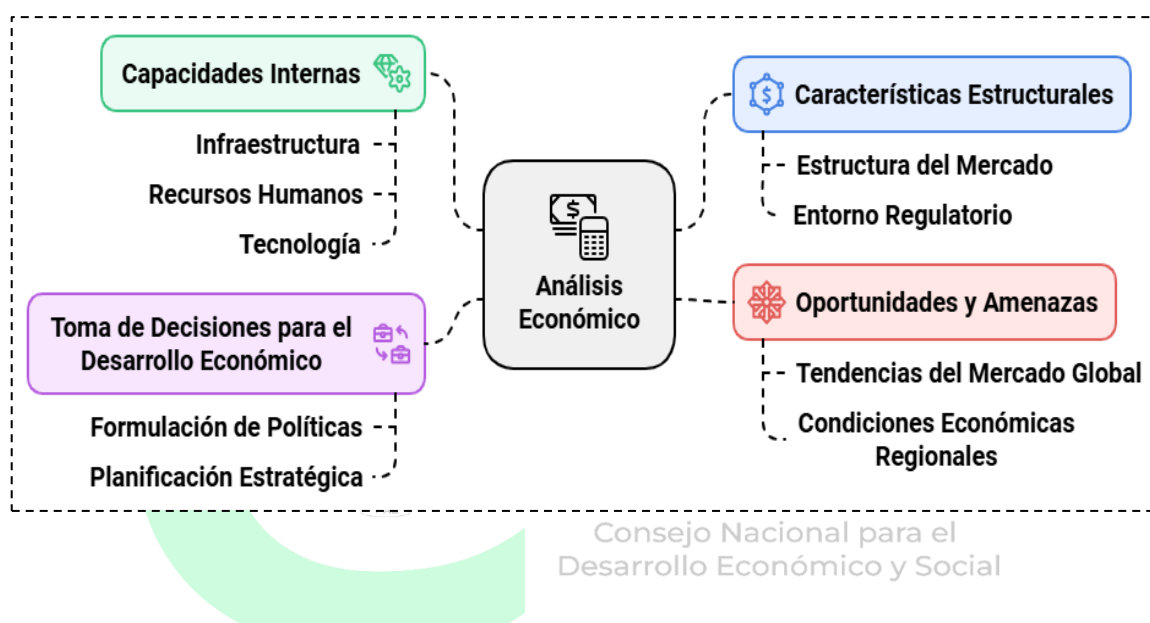 Capacidades Internas
Infraestructura
Recursos Humanos
Tecnología
Toma de Decisiones para el
Desarrollo Económico
Formulación de Políticas
Planificación Estratégica
$
Análisis
Económico
$
Características Estructurales
Estructura del Mercado
Entorno Regulatorio
Oportunidades y Amenazas
Tendencias del Mercado Global
Condiciones Económicas
Regionales
Consejo Nacional para el
Desarrollo Económico y Social